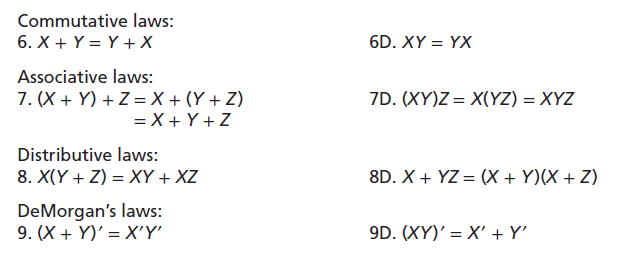 Commutative laws:
6. X + Y = Y + X 6D. XY = YX
Associative laws:
7. (X + Y) + Z = X + (Y + Z) 7D. (XY)Z = X(YZ) = XYZ
= X + Y + Z
Distributive laws:
8. X(Y + Z) = XY + XZ 8D. X + YZ = (X + Y)(X + Z)
DeMorgan's laws:
9. (X + Y)′ = X′Y′ 9D. (XY)′ = X′ + Y′